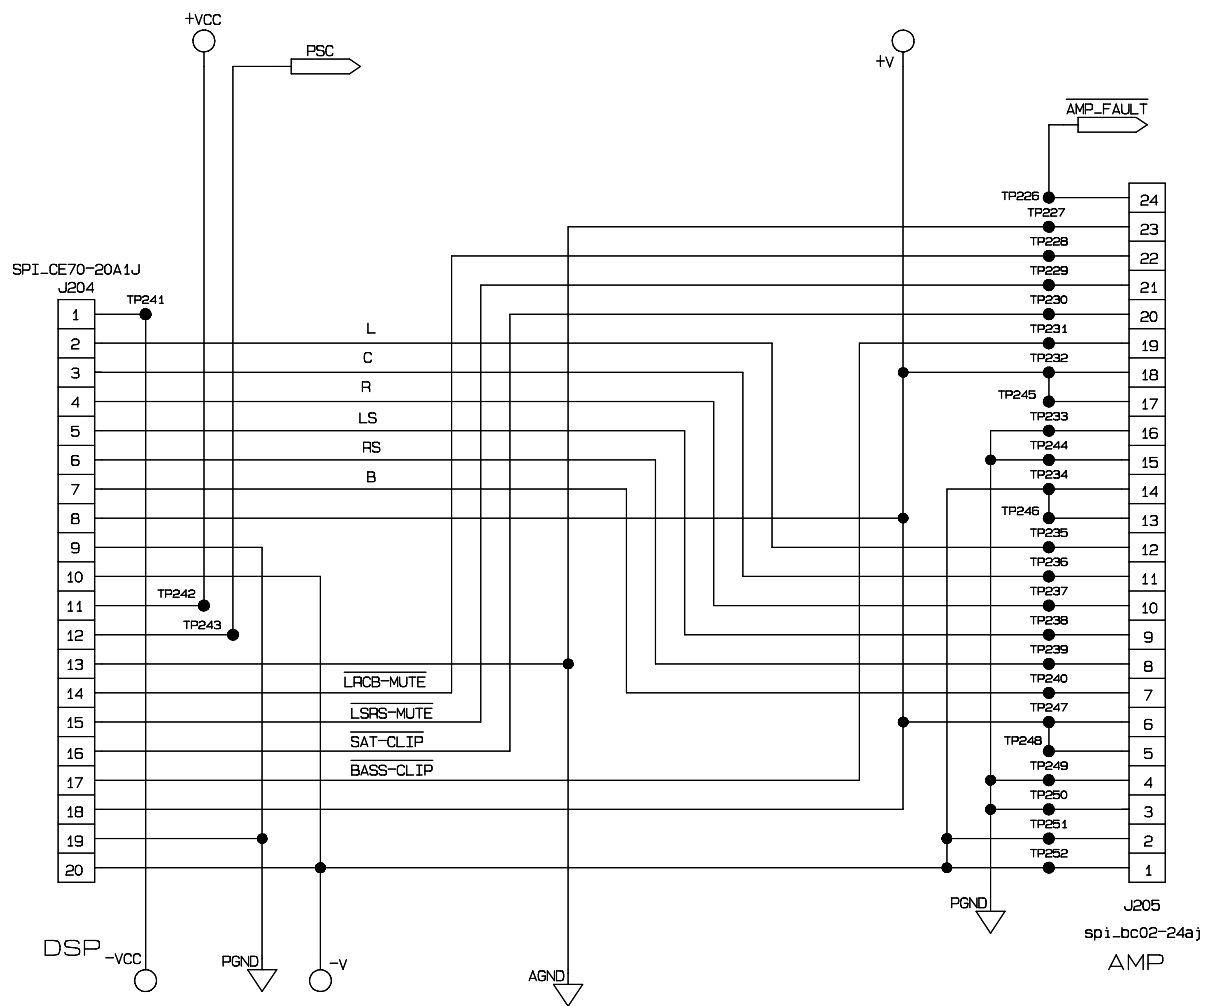 +VCC
PSC
+V
AMP_FAULT
TP226
24
TP227
23
TP228
22
TP229
21
TP230
20
TP231
19
TP232
18
TP245
17
TP233
16
TP244
15
TP234
14
TP246
13
TP235
12
TP236
11
TP237
10
TP238
9
TP239
8
TP240
7
TP247
6
TP248
5
TP249
4
TP250
3
TP251
2
TP252
1
J205
spi_bc02-24aj
AMP
PGND
SPI_CE70-20A1J
J204
1
TP241
2
L
3
C
4
R
5
LS
6
RS
7
B
8
9
10
11
TP242
12
TP243
13
14
LRCB-MUTE
15
LSRS-MUTE
16
SAT-CLIP
17
BASS-CLIP
18
19
20
DSP
-VCC
PGND
-V
AGND